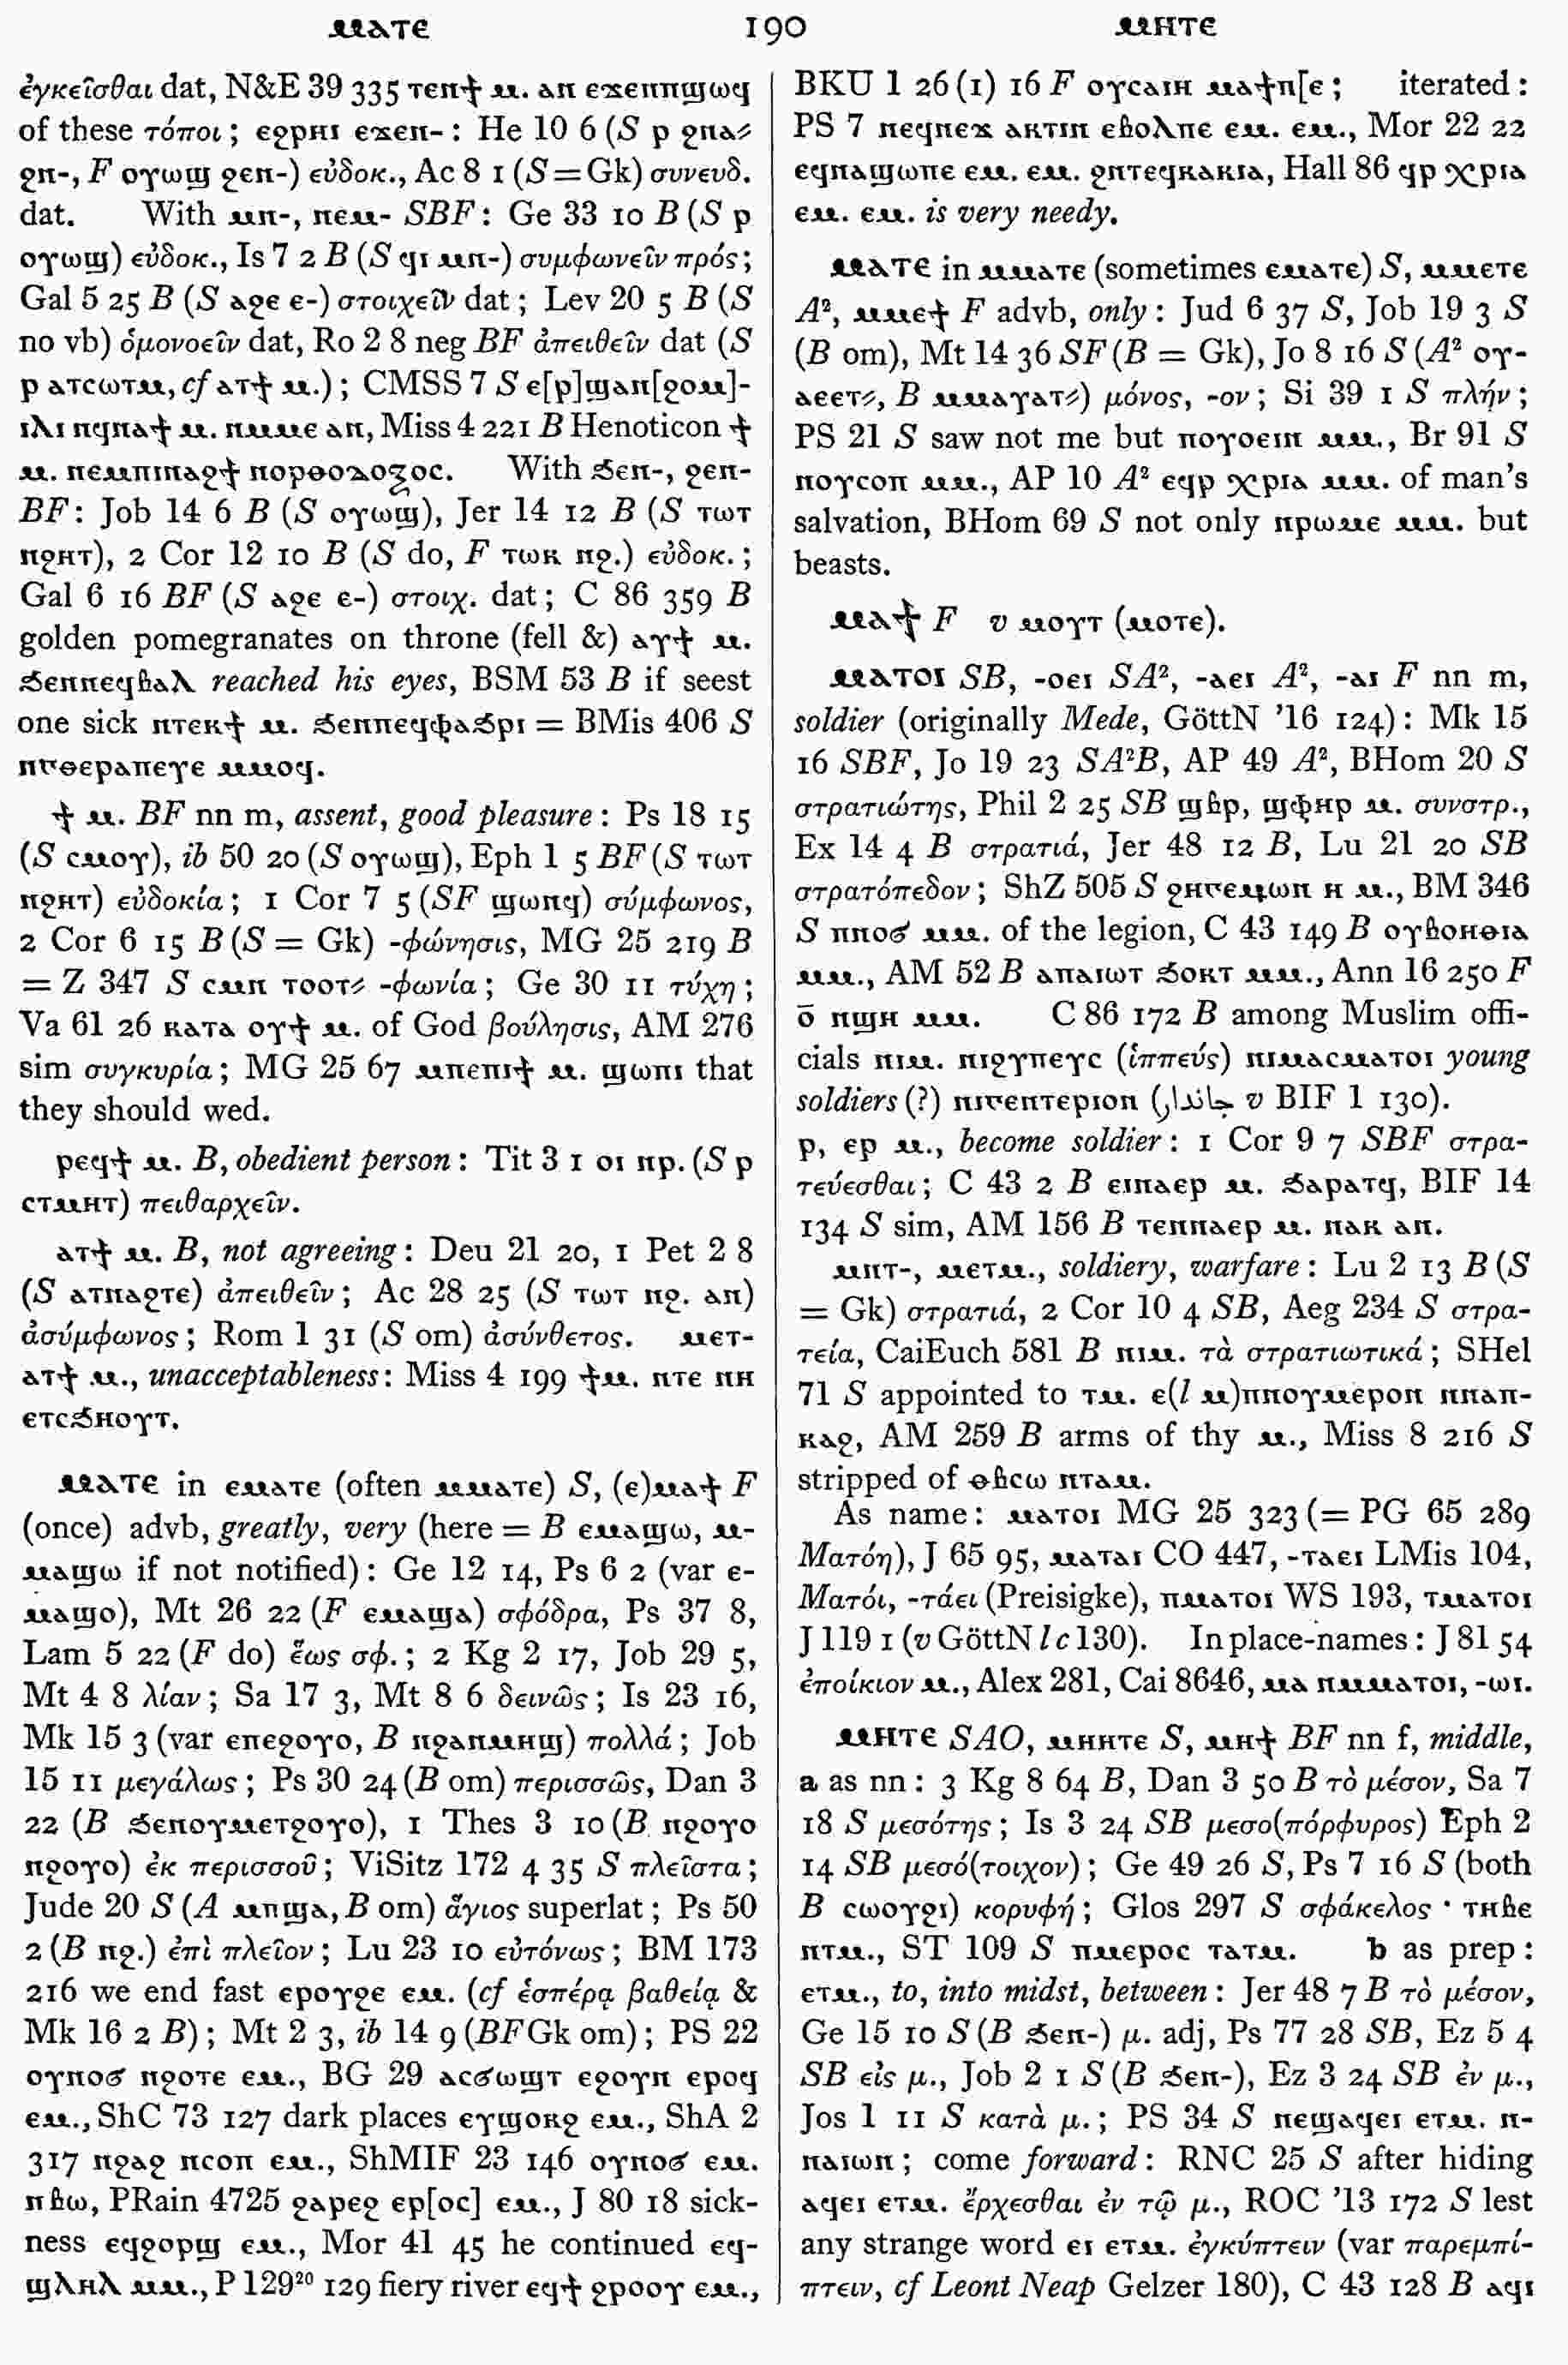 ⲙⲁⲧⲉ 190 ⲙⲏⲧⲉ
ἐγκεῖσθαι dat, N&E 39 335 ⲧⲉⲛϯ ⲙ. ⲁⲛ ⲉϫⲉⲛⲡϣⲱϥ
of these τόποι; ⲉϩⲣⲏⲓ ⲉϫⲉⲛ-: He 10 6 (S ⲣ ϩⲛⲁ⸗
ϩⲛ-, F ⲟⲩⲱϣ ϩⲉⲛ-) εὐδοκ., Ac 8 1 (S = Gk) συνευδ.
dat. With ⲙⲛ-, ⲛⲉⲙ- SBF: Ge 33 10 B (S ⲣ
ⲟⲩⲱϣ) εὐδοκ., Is 7 2 B (S ϥⲓ ⲙⲛ-) συμφωνεῖν πρός;
Gal 5 25 B (S ⲁϩⲉ ⲉ-) στοιχεῖν dat; Lev 20 5 B (S
no vb) ὁμονοεῖν dat, Ro 2 8 neg BF ἀπειθεῖν dat (S
ⲣ ⲁⲧⲥⲱⲧⲙ, cf ⲁⲧϯ ⲙ.); CMSS 7 S ⲉ[ⲣ]ϣⲁⲛ[ϩⲟⲙ]-
ⲓⲗⲓ ⲛϥⲛⲁϯ ⲙ. ⲛⲙⲙⲉ ⲁⲛ, Miss 4 221 B Henoticon ϯ
ⲙ. ⲛⲉⲙⲡⲓⲛⲁϩϯ ⲛⲟⲣⲑⲟⲇⲟⲝⲟⲥ. With ϧⲉⲛ-, ϩⲉⲛ-
BF: Job 14 6 B (S ⲟⲩⲱϣ), Jer 14 12 B (S ⲧⲱⲧ
ⲛϩⲏⲧ), 2 Cor 12 10 B (S do, F ⲧⲱⲕ ⲛϩ.) εὐδοκ.;
Gal 6 16 BF (S ⲁϩⲉ ⲉ-) στοιχ. dat; C 86 359 B
golden pomegranates on throne (fell &) ⲁⲩϯ ⲙ.
ϧⲉⲛⲛⲉϥⲃⲁⲗ reached his eyes, BSM 53 B if seest
one sick ⲛⲧⲉⲕϯ ⲙ. ϧⲉⲛⲛⲉϥⲫⲁϧⲣⲓ = BMis 406 S
ⲛⲅⲑⲉⲣⲁⲡⲉⲩⲉ ⲙⲙⲟϥ.
ϯ ⲙ. BF nn m, assent, good pleasure: Ps 18 15
(S ⲥⲙⲟⲩ), ib 50 20 (S ⲟⲩⲱϣ), Eph 1 5 BF (S ⲧⲱⲧ
ⲛϩⲏⲧ) εὐδοκία; 1 Cor 7 5 (SF ϣⲱⲛϥ) σύμφωνος,
2 Cor 6 15 B (S = Gk) -φώνησις, MG 25 219 B
= Z 347 S ⲥⲙⲛ ⲧⲟⲟⲧ⸗ -φωνία; Ge 30 11 τύχη;
Va 61 26 ⲕⲁⲧⲁ ⲟⲩϯ ⲙ. of God βούλησις, AM 276
sim συγκυρία; MG 25 67 ⲙⲡⲉⲛⲓϯ ⲙ. ϣⲱⲡⲓ that
they should wed.
ⲣⲉϥϯ ⲙ. B, obedient person: Tit 3 1 ⲟⲓ ⲛⲣ. (S ⲣ
ⲥⲧⲙⲏⲧ) πειθαρχεῖν.
ⲁⲧϯ ⲙ. B, not agreeing: Deu 21 20, 1 Pet 2 8
(S ⲁⲧⲛⲁϩⲧⲉ) ἀπειθεῖν; Ac 28 25 (S ⲧⲱⲧ ⲛϩ. ⲁⲛ)
ἀσύμφωνος; Rom 1 31 (S om) ἀσύνθετος. ⲙⲉⲧ-
ⲁⲧϯ ⲙ., unacceptableness: Miss 4 199 ϯⲙ. ⲛⲧⲉ ⲛⲏ
ⲉⲧⲥϧⲏⲟⲩⲧ.
ⲙⲁⲧⲉ in ⲉⲙⲁⲧⲉ (often ⲙⲙⲁⲧⲉ) S, (ⲉ)ⲙⲁϯ F
(once) advb, greatly, very (here = B ⲉⲙⲁϣⲱ, ⲙ-
ⲙⲁϣⲱ if not notified): Ge 12 14, Ps 6 2 (var ⲉ-
ⲙⲁϣⲟ), Mt 26 22 (F ⲉⲙⲁϣⲁ) σφόδρα, Ps 37 8,
Lam 5 22 (F do) ἕως σφ.; 2 Kg 2 17, Job 29 5,
Mt 4 8 λίαν; Sa 17 3, Mt 8 6 δεινῶς; Is 23 16,
Mk 15 3 (var ⲉⲡⲉϩⲟⲩⲟ, B ⲛϩⲁⲛⲙⲏϣ) πολλά; Job
15 11 μεγάλως; Ps 30 24 (B om) περισσῶς, Dan 3
22 (B ϧⲉⲛⲟⲩⲙⲉⲧϩⲟⲩⲟ), 1 Thes 3 10 (B ⲛϩⲟⲩⲟ
ⲛϩⲟⲩⲟ) ἐκ περισσοῦ; ViSitz 172 4 35 S πλεῖστα;
Jude 20 S (A ⲙⲡϣⲁ, B om) ἅγιος superlat; Ps 50
2 (B ⲛϩ.) ἐπὶ πλεῖον; Lu 23 10 εὐτόνως; BM 173
216 we end fast ⲉⲣⲟⲩϩⲉ ⲉⲙ. (cf ἑσπέρᾳ βαθείᾳ &
Mk 16 2 B); Mt 2 3, ib 14 9 (BFGk om); PS 22
ⲟⲩⲛⲟϭ ⲛϩⲟⲧⲉ ⲉⲙ., BG 29 ⲁⲥϭⲱϣⲧ ⲉϩⲟⲩⲛ ⲉⲣⲟϥ
ⲉⲙ., ShC 73 127 dark places ⲉⲩϣⲟⲕϩ ⲉⲙ., ShA 2
317 ⲛϩⲁϩ ⲛⲥⲟⲡ ⲉⲙ., ShMIF 23 146 ⲟⲩⲛⲟϭ ⲉⲙ.
ⲛⲃⲱ, PRain 4725 ϩⲁⲣⲉϩ ⲉⲣ[ⲟⲥ] ⲉⲙ., J 80 18 sick-
ness ⲉϥϩⲟⲣϣ ⲉⲙ., Mor 41 45 he continued ⲉϥ-
ϣⲗⲏⲗ ⲙⲙ., P 129²⁰ 129 fiery river ⲉϥϯ ϩⲣⲟⲟⲩ ⲉⲙ.,
BKU 1 26 (1) 16 F ⲟⲩⲥⲁⲓⲏ ⲙⲁϯⲛ[ⲉ; iterated:
PS 7 ⲛⲉϥⲛⲉϫ ⲁⲕⲧⲓⲛ ⲉⲃⲟⲗⲡⲉ ⲉⲙ. ⲉⲙ., Mor 22 22
ⲉϥⲛⲁϣⲱⲡⲉ ⲉⲙ. ⲉⲙ. ϩⲛⲧⲉϥⲕⲁⲕⲓⲁ, Hall 86 ϥⲣ ⲭⲣⲓⲁ
ⲉⲙ. ⲉⲙ. is very needy.
ⲙⲁⲧⲉ in ⲙⲙⲁⲧⲉ (sometimes ⲉⲙⲁⲧⲉ) S, ⲙⲙⲉⲧⲉ
A², ⲙⲙⲉϯ F advb, only: Jud 6 37 S, Job 19 3 S
(B om), Mt 14 36 SF (B = Gk), Jo 8 16 S (A² ⲟⲩ-
ⲁⲉⲉⲧ⸗, B ⲙⲙⲁⲩⲁⲧ⸗) μόνος, -ον; Si 39 1 S πλήν;
PS 21 S saw not me but ⲡⲟⲩⲟⲉⲓⲛ ⲙⲙ., Br 91 S
ⲛⲟⲩⲥⲟⲡ ⲙⲙ., AP 10 A² ⲉϥⲣ ⲭⲣⲓⲁ ⲙⲙ. of man's
salvation, BHom 69 S not only ⲛⲣⲱⲙⲉ ⲙⲙ. but
beasts.
ⲙⲁϯ F v ⲙⲟⲩⲧ (ⲙⲟⲧⲉ).
ⲙⲁⲧⲟⲓ SB, -ⲟⲉⲓ SA², -ⲁⲉⲓ A², -ⲁⲓ F nn m,
soldier (originally Mede, GöttN '16 124): Mk 15
16 SBF, Jo 19 23 SA²B, AP 49 A², BHom 20 S
στρατιώτης, Phil 2 25 SB ϣⲃⲣ, ϣⲫⲏⲣ ⲙ. συνστρ.,
Ex 14 4 B στρατιά, Jer 48 12 B, Lu 21 20 SB
στρατόπεδον; ShZ 505 S ϩⲏⲅⲉⲙⲱⲛ ⲏ ⲙ., BM 346
S ⲡⲛⲟϭ ⲙⲙ. of the legion, C 43 149 B ⲟⲩⲃⲟⲏⲑⲓⲁ
ⲙⲙ., AM 52 B ⲁⲡⲁⲓⲱⲧ ϧⲟⲕⲧ ⲙⲙ., Ann 16 250 F
ⲟ̄ ⲛϣⲏ ⲙⲙ. C 86 172 B among Muslim offi-
cials ⲛⲓⲙ. ⲛⲓϩⲩⲡⲉⲩⲥ (ἱππεύς) ⲛⲓⲙⲁⲥⲙⲁⲧⲟⲓ young
soldiers (?) ⲛⲓⲅⲉⲛⲧⲉⲣⲓⲟⲛ (جاندار v BIF 1 130).
ⲣ, ⲉⲣ ⲙ., become soldier: 1 Cor 9 7 SBF στρα-
τεύεσθαι; C 43 2 B ⲉⲓⲛⲁⲉⲣ ⲙ. ϧⲁⲣⲁⲧϥ, BIF 14
134 S sim, AM 156 B ⲧⲉⲛⲛⲁⲉⲣ ⲙ. ⲛⲁⲕ ⲁⲛ.
ⲙⲛⲧ-, ⲙⲉⲧⲙ., soldiery, warfare: Lu 2 13 B (S
= Gk) στρατιά, 2 Cor 10 4 SB, Aeg 234 S στρα-
τεία, CaiEuch 581 B ⲡⲓⲙ. τὰ στρατιωτικά; SHel
71 S appointed to ⲧⲙ. ⲉ(l ⲙ)ⲡⲛⲟⲩⲙⲉⲣⲟⲛ ⲛⲛⲁⲡ-
ⲕⲁϩ, AM 259 B arms of thy ⲙ., Miss 8 216 S
stripped of ⲑⲃⲥⲱ ⲛⲧⲁⲙ.
As name: ⲙⲁⲧⲟⲓ MG 25 323 (= PG 65 289
Ματόη), J 65 95, ⲙⲁⲧⲁⲓ CO 447, -ⲧⲁⲉⲓ LMis 104,
Ματόι, -τάει (Preisigke), ⲡⲙⲁⲧⲟⲓ WS 193, ⲧⲙⲁⲧⲟⲓ
J 119 1 (v GöttN l c 130). In place-names: J 81 54
ἐποίκιον ⲙ., Alex 281, Cai 8646, ⲙⲁ ⲛⲙⲙⲁⲧⲟⲓ, -ⲱⲓ.
ⲙⲏⲧⲉ SAO, ⲙⲏⲏⲧⲉ S, ⲙⲏϯ BF nn f, middle,
a as nn: 3 Kg 8 64 B, Dan 3 50 B τὸ μέσον, Sa 7
18 S μεσότης; Is 3 24 SB μεσο(πόρφυρος) Eph 2
14 SB μεσό(τοιχον); Ge 49 26 S, Ps 7 16 S (both
B ⲥⲱⲟⲩϩⲓ) κορυφή; Glos 297 S σφάκελος · ⲧⲏⲃⲉ
ⲛⲧⲙ., ST 109 S ⲡⲙⲉⲣⲟⲥ ⲧⲁⲧⲙ. b as prep:
ⲉⲧⲙ., to, into midst, between: Jer 48 7 B τὸ μέσον,
Ge 15 10 S (B ϧⲉⲛ-) μ. adj, Ps 77 28 SB, Ez 5 4
SB εἰς μ., Job 2 1 S (B ϧⲉⲛ-), Ez 3 24 SB ἐν μ.,
Jos 1 11 S κατὰ μ.; PS 34 S ⲛⲉϣⲁϥⲉⲓ ⲉⲧⲙ. ⲛ-
ⲛⲁⲓⲱⲛ; come forward: RNC 25 S after hiding
ⲁϥⲉⲓ ⲉⲧⲙ. ἔρχεσθαι ἐν τῷ μ., ROC '13 172 S lest
any strange word ⲉⲓ ⲉⲧⲙ. ἐγκύπτειν (var παρεμπί-
πτειν, cf Leont Neap Gelzer 180), C 43 128 B ⲁϥⲓ